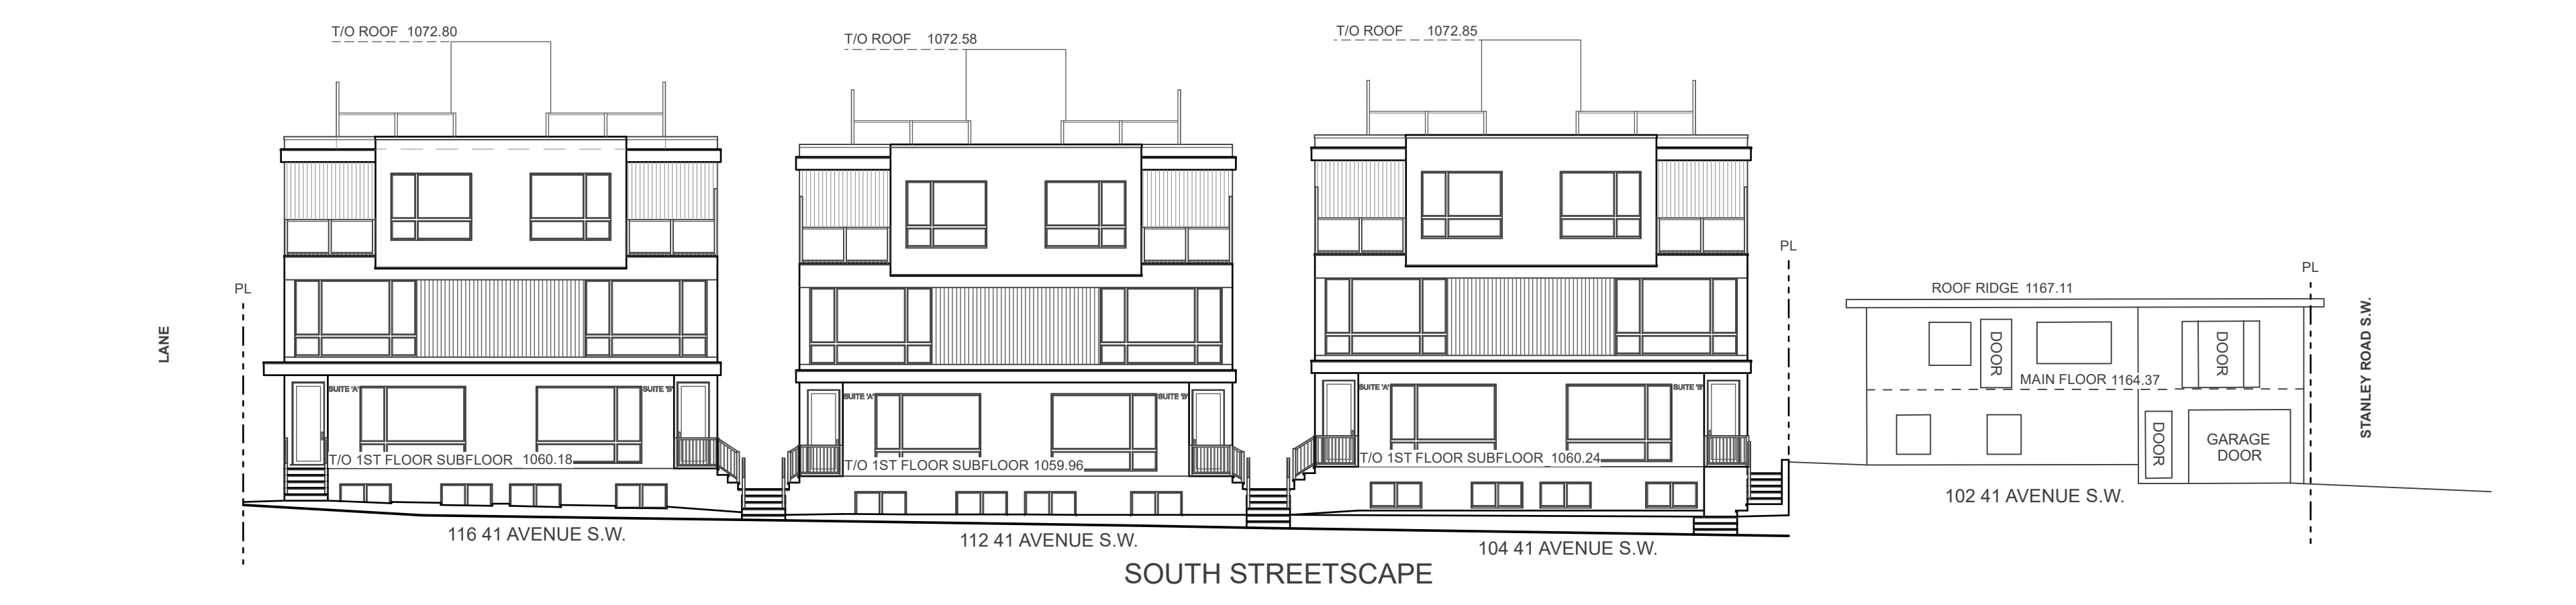 T/O ROOF 1072.80
T/O ROOF 1072.58
T/O ROOF 1072.85
PL
PL
PL
LANE
ROOF RIDGE 1167.11
DOOR
DOOR
MAIN FLOOR 1164.37
STANLEY ROAD S.W.
SUITE 'A'
SUITE 'B'
SUITE 'A'
SUITE 'B'
SUITE 'A'
SUITE 'B'
T/O 1ST FLOOR SUBFLOOR 1060.18
T/O 1ST FLOOR SUBFLOOR 1059.96
T/O 1ST FLOOR SUBFLOOR 1060.24
DOOR
GARAGE
DOOR
116 41 AVENUE S.W.
112 41 AVENUE S.W.
104 41 AVENUE S.W.
102 41 AVENUE S.W.
SOUTH STREETSCAPE